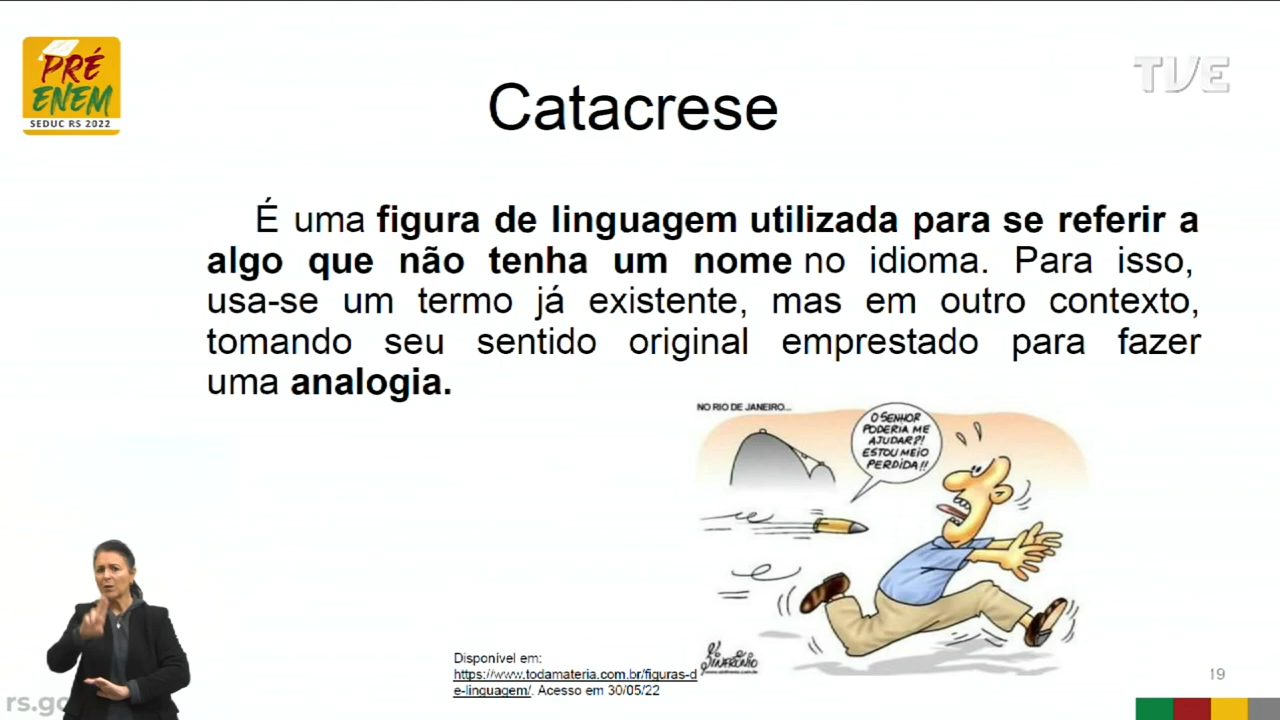 PRÉ
ENEM
SEDUC RS 2022
TVE
Catacrese
É uma figura de linguagem utilizada para se referir a
algo que não tenha um nome no idioma. Para isso,
usa-se um termo já existente, mas em outro contexto,
tomando seu sentido original emprestado para fazer
uma analogia.
NO RIO DE JANEIRO...
O SENHOR
PODERIA ME
AJUDAR?!
ESTOU MEIO
PERDIDA!!
Disponível em:
https://www.todamateria.com.br/figuras-d
e-linguagem/. Acesso em 30/05/22
SINFRÔNIO
19
rs.go